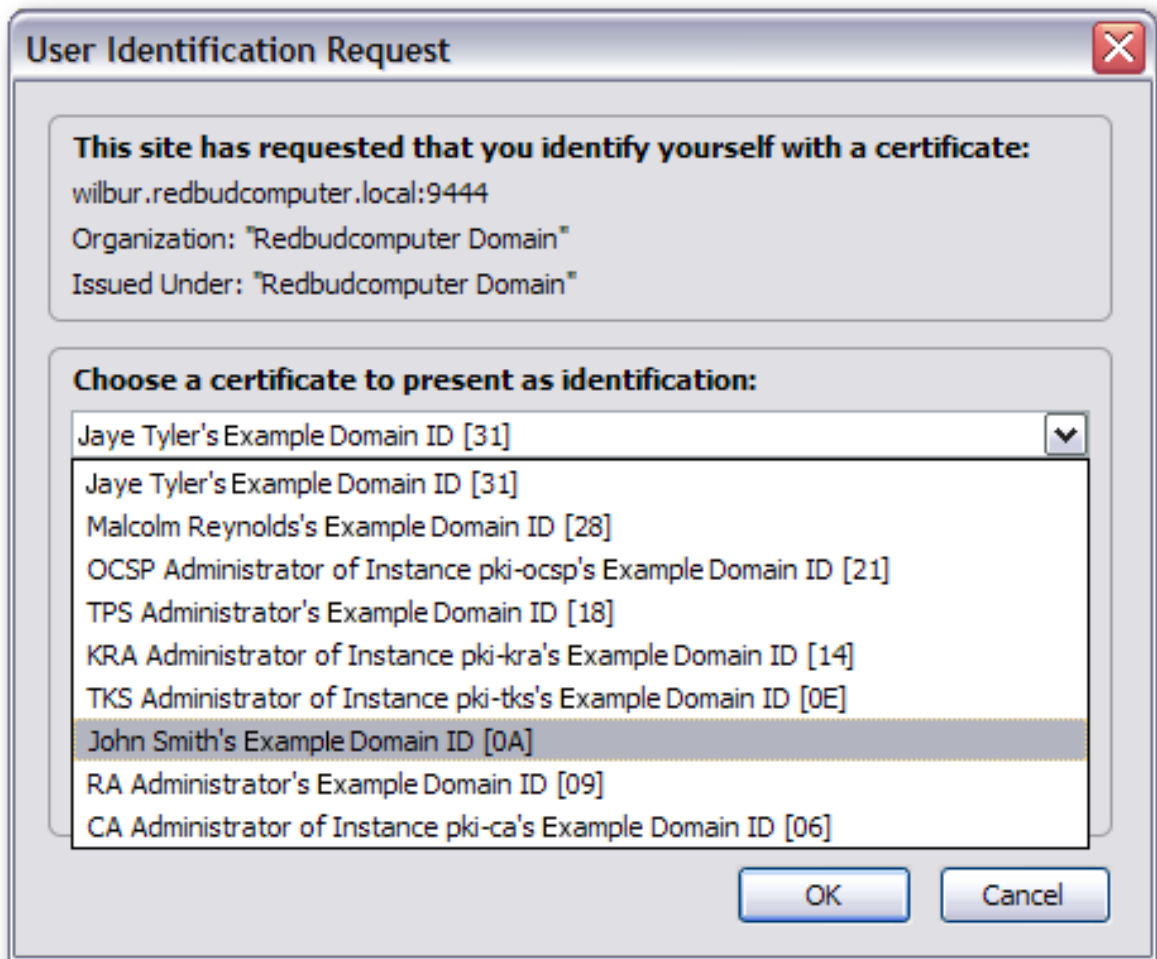 User Identification Request
This site has requested that you identify yourself with a certificate:
wilbur.redbudcomputer.local:9444
Organization: "Redbudcomputer Domain"
Issued Under: "Redbudcomputer Domain"
Choose a certificate to present as identification:
Jaye Tyler's Example Domain ID [31]
Jaye Tyler's Example Domain ID [31]
Malcolm Reynolds's Example Domain ID [28]
OCSP Administrator of Instance pki-ocsp's Example Domain ID [21]
TPS Administrator's Example Domain ID [18]
KRA Administrator of Instance pki-kra's Example Domain ID [14]
TKS Administrator of Instance pki-tks's Example Domain ID [0E]
John Smith's Example Domain ID [0A]
RA Administrator's Example Domain ID [09]
CA Administrator of Instance pki-ca's Example Domain ID [06]
OK Cancel